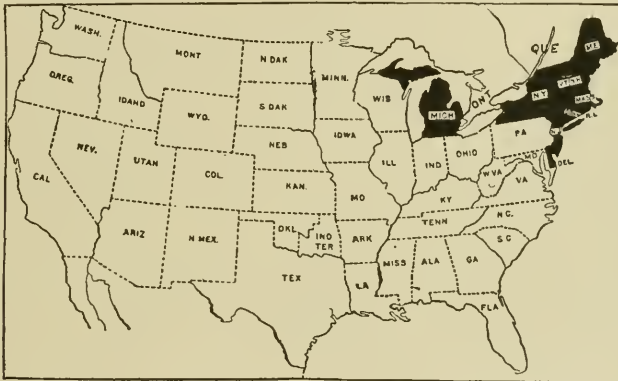 WASH.
MONT
N DAK
MINN.
QUE
ME
OREG.
IDAHO
S DAK
WIS
MICH
ONT
N.Y.
MASS
R.I.
WYO.
NEV.
UTAH
NEB
IOWA
PA
CAL
COL.
KAN.
ILL
IND
OHIO
W.VA
MD
DEL
VA
MO
KY
ARIZ
N MEX.
OKL
IND
TER
ARK
TENN
N.C.
S.C
TEX
LA
MISS
ALA
GA
FLA